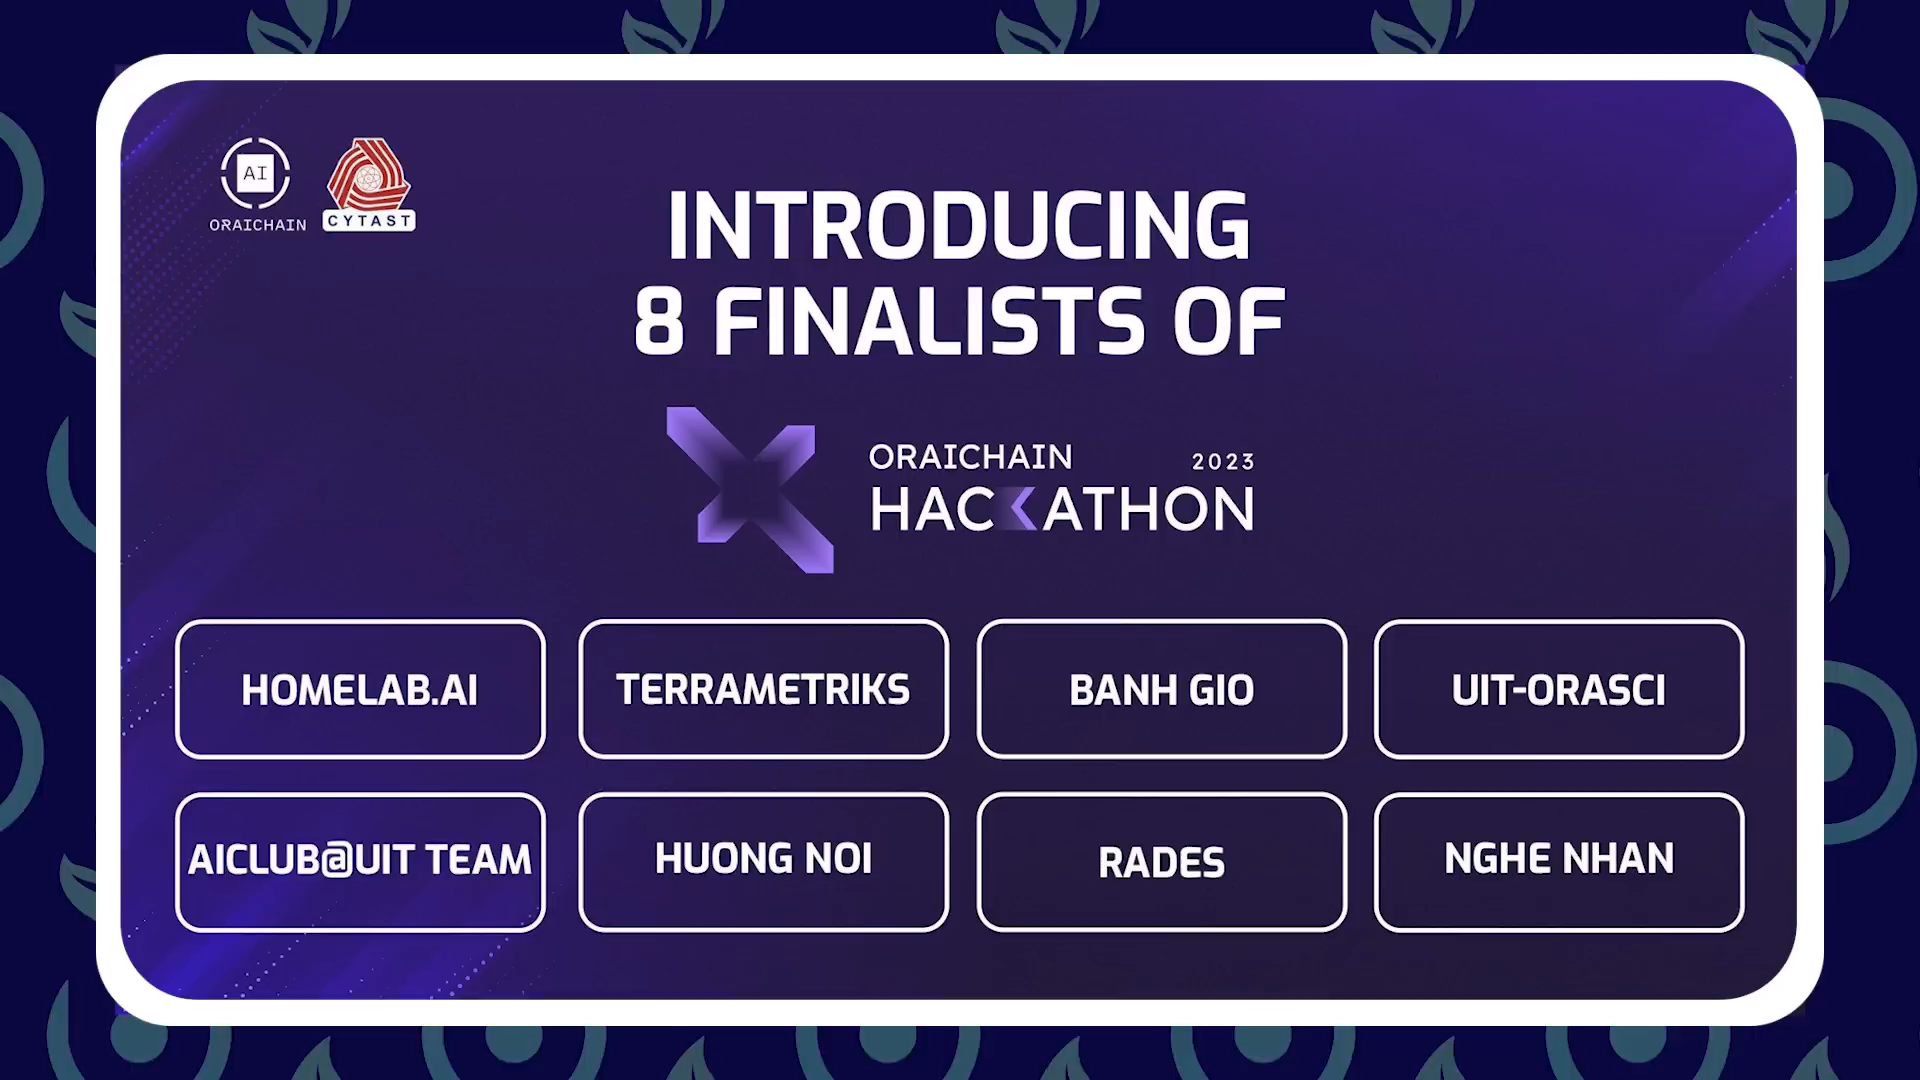 AI
ORAICHAIN
CYTAST
INTRODUCING
8 FINALISTS OF
ORAICHAIN 2023
HACKATHON
HOMELAB.AI
TERRAMETRIKS
BANH GIO
UIT-ORASCI
AICLUB@UIT TEAM
HUONG NOI
RADES
NGHE NHAN